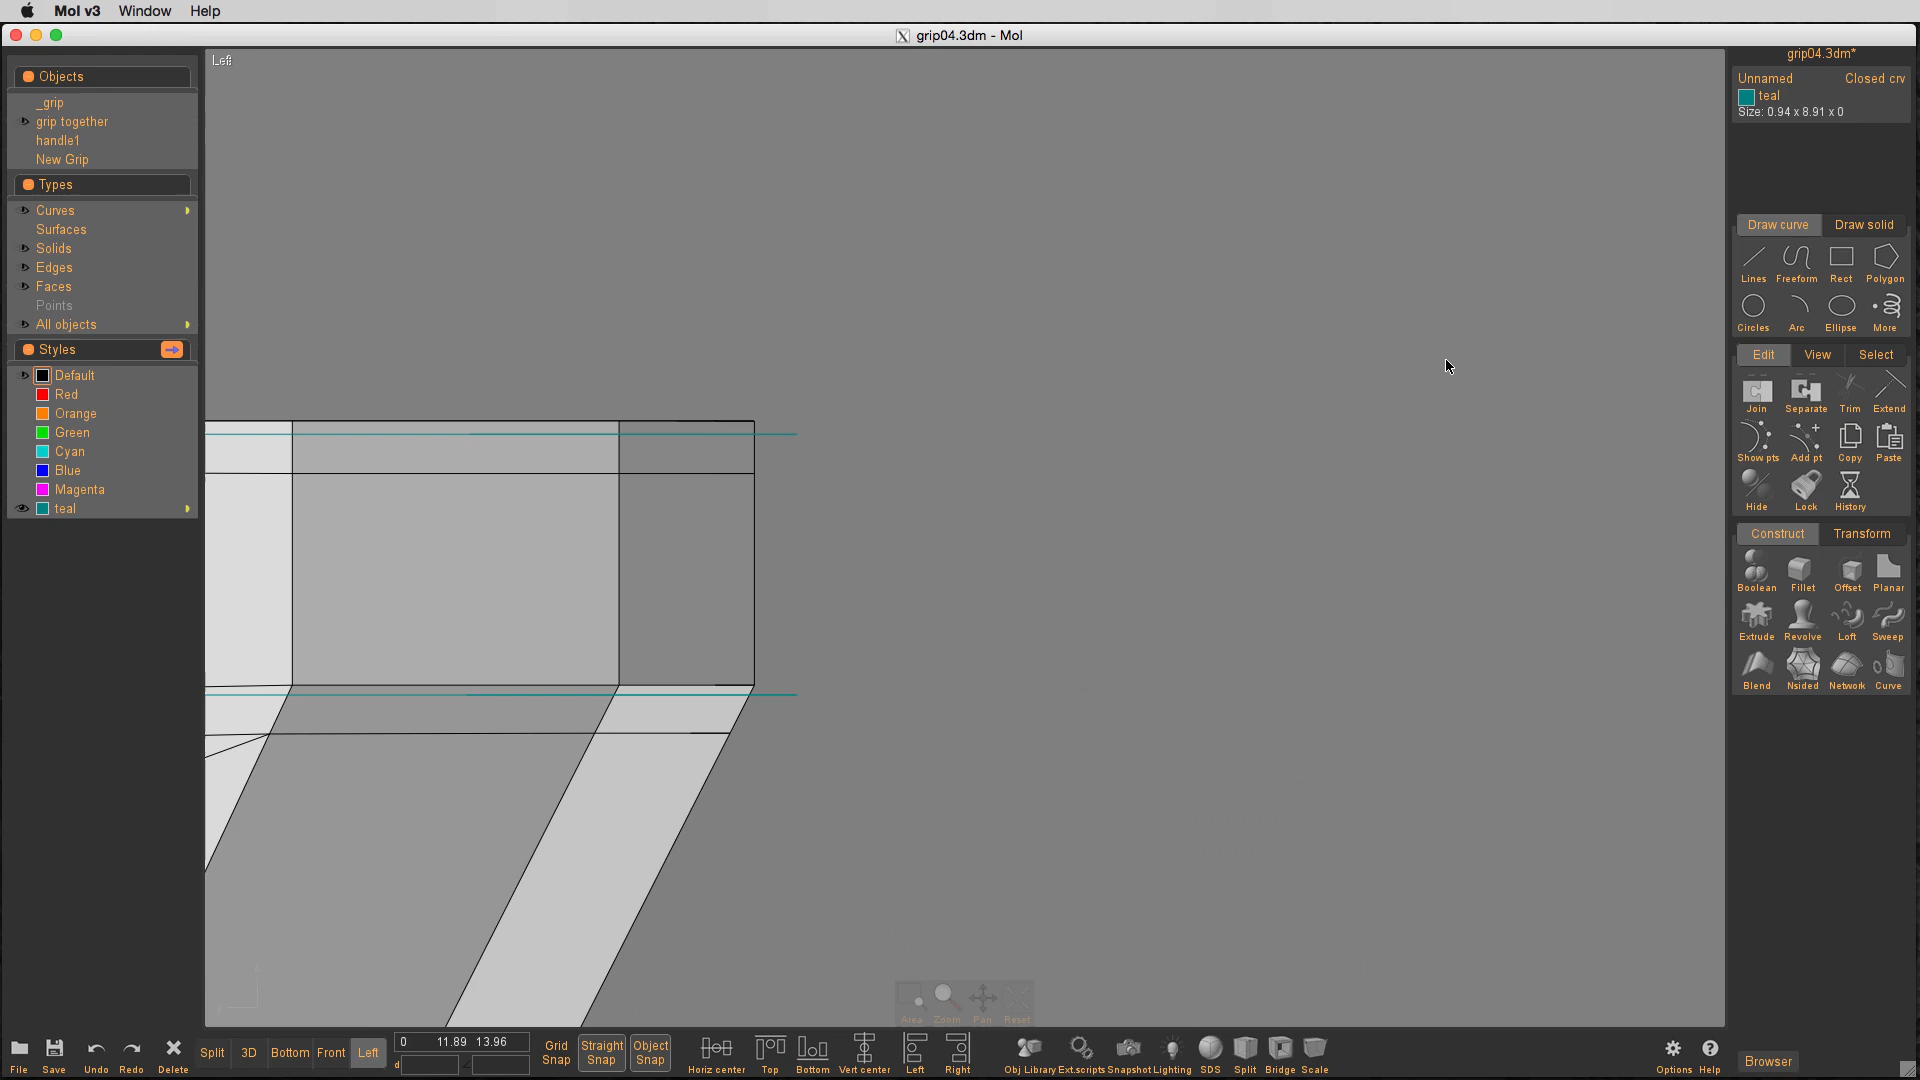 MoI v3 Window Help
grip04.3dm - MoI
Left
grip04.3dm*
Objects
_grip
grip together
handle1
New Grip
Types
Curves
Surfaces
Solids
Edges
Faces
Points
All objects
Styles
Default
Red
Orange
Green
Cyan
Blue
Magenta
teal
Unnamed Closed crv
teal
Size: 0.94 x 8.91 x 0
Draw curve Draw solid
Lines Freeform Rect Polygon
Circles Arc Ellipse More
Edit View Select
Join Separate Trim Extend
Show pts Add pt Copy Paste
Hide Lock History
Construct Transform
Boolean Fillet Offset Planar
Extrude Revolve Loft Sweep
Blend Nsided Network Curve
Area Zoom Pan Reset
File Save Undo Redo Delete
Split 3D Bottom Front Left
0 11.89 13.96
d
Grid Snap
Straight Snap
Object Snap
Horiz center Top Bottom Vert center Left Right
Obj Library Ext.scripts Snapshot Lighting SDS Split Bridge Scale
Options Help
Browser